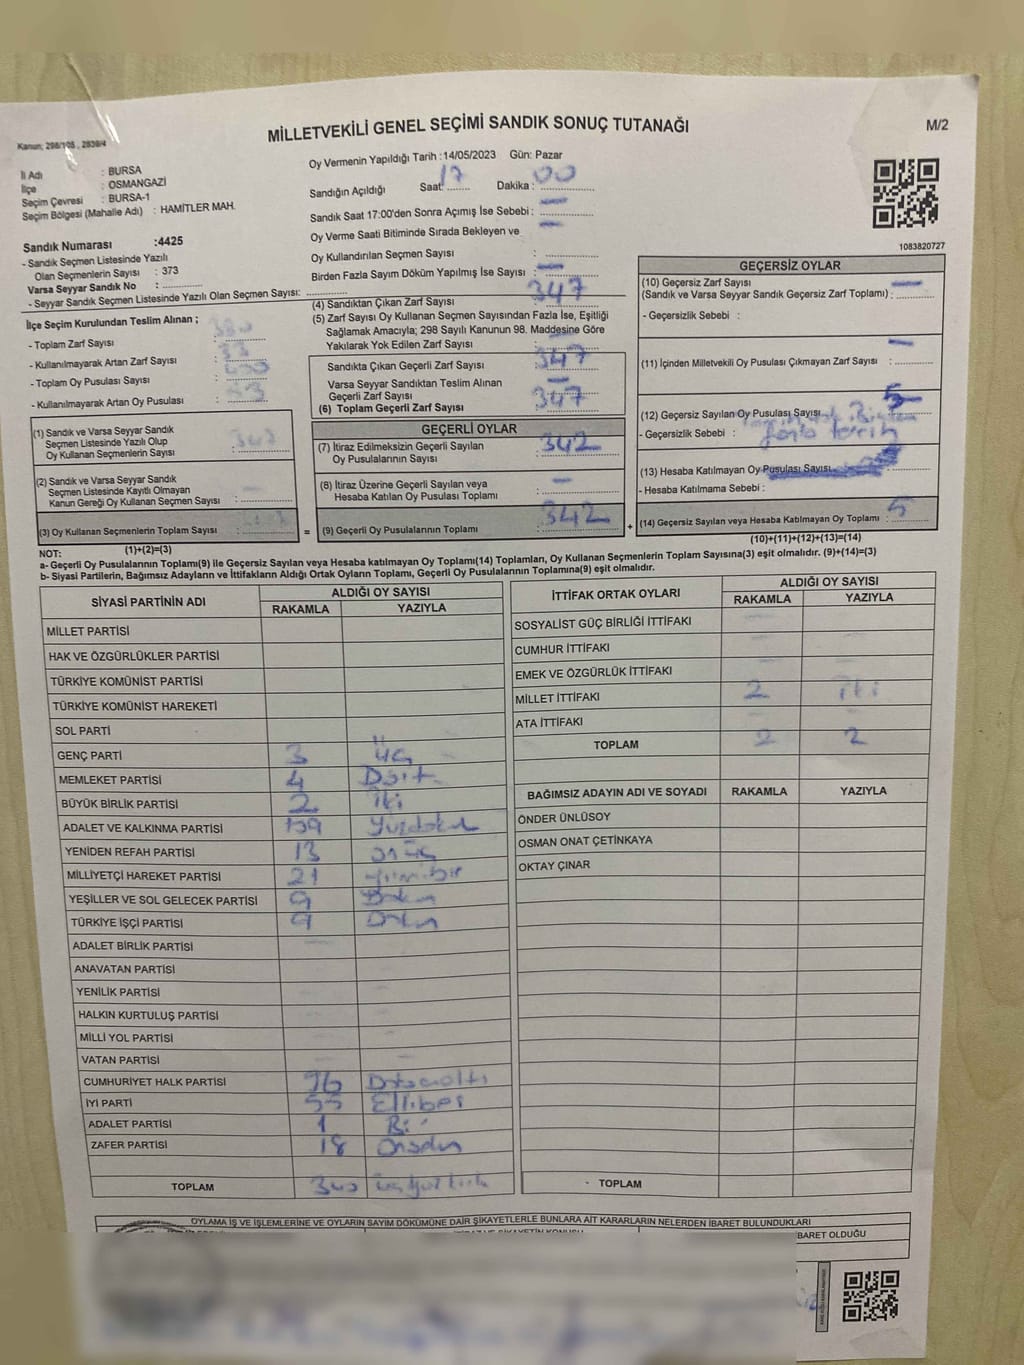 MİLLETVEKİLİ GENEL SEÇİMİ SANDIK SONUÇ TUTANAĞI
M/2
Kanun; 298/105 , 2839/4
İl Adı : BURSA
İlçe : OSMANGAZİ
Seçim Çevresi : BURSA-1
Seçim Bölgesi (Mahalle Adı) : HAMİTLER MAH.
Sandık Numarası :4425
- Sandık Seçmen Listesinde Yazılı
Olan Seçmenlerin Sayısı : 373
Varsa Seyyar Sandık No :
- Seyyar Sandık Seçmen Listesinde Yazılı Olan Seçmen Sayısı:
Oy Vermenin Yapıldığı Tarih :14/05/2023 Gün: Pazar
Sandığın Açıldığı Saat: 17 Dakika : 00
Sandık Saat 17:00'den Sonra Açımış İse Sebebi : —
Oy Verme Saati Bitiminde Sırada Bekleyen ve
Oy Kullandırılan Seçmen Sayısı : —
Birden Fazla Sayım Döküm Yapılmış İse Sayısı : —
1083820727
İlçe Seçim Kurulundan Teslim Alınan ;
- Toplam Zarf Sayısı :
- Kullanılmayarak Artan Zarf Sayısı :
- Toplam Oy Pusulası Sayısı :
- Kullanılmayarak Artan Oy Pusulası :
(1) Sandık ve Varsa Seyyar Sandık
Seçmen Listesinde Yazılı Olup
Oy Kullanan Seçmenlerin Sayısı : 347
(2) Sandık ve Varsa Seyyar Sandık
Seçmen Listesinde Kayıtlı Olmayan
Kanun Gereği Oy Kullanan Seçmen Sayısı : —
(3) Oy Kullanan Seçmenlerin Toplam Sayısı :
(1)+(2)=(3)
(4) Sandıktan Çıkan Zarf Sayısı : 347
(5) Zarf Sayısı Oy Kullanan Seçmen Sayısından Fazla İse, Eşitliği
Sağlamak Amacıyla; 298 Sayılı Kanunun 98. Maddesine Göre
Yakılarak Yok Edilen Zarf Sayısı : —
Sandıkta Çıkan Geçerli Zarf Sayısı : 347
Varsa Seyyar Sandıktan Teslim Alınan
Geçerli Zarf Sayısı : —
(6) Toplam Geçerli Zarf Sayısı : 347
GEÇERLİ OYLAR
(7) İtiraz Edilmeksizin Geçerli Sayılan
Oy Pusulalarının Sayısı : 342
(8) İtiraz Üzerine Geçerli Sayılan veya
Hesaba Katılan Oy Pusulası Toplamı : —
= (9) Geçerli Oy Pusulalarının Toplamı : 342 +
GEÇERSİZ OYLAR
(10) Geçersiz Zarf Sayısı
(Sandık ve Varsa Seyyar Sandık Geçersiz Zarf Toplamı) : —
- Geçersizlik Sebebi :
(11) İçinden Milletvekili Oy Pusulası Çıkmayan Zarf Sayısı : —
(12) Geçersiz Sayılan Oy Pusulası Sayısı : 5
- Geçersizlik Sebebi : fazla tercih
(13) Hesaba Katılmayan Oy Pusulası Sayısı
- Hesaba Katılmama Sebebi :
(14) Geçersiz Sayılan veya Hesaba Katılmayan Oy Toplamı : 5
(10)+(11)+(12)+(13)=(14)
NOT:
a- Geçerli Oy Pusulalarının Toplamı(9) ile Geçersiz Sayılan veya Hesaba katılmayan Oy Toplamı(14) Toplamları, Oy Kullanan Seçmenlerin Toplam Sayısına(3) eşit olmalıdır. (9)+(14)=(3)
b- Siyasi Partilerin, Bağımsız Adayların ve İttifakların Aldığı Ortak Oyların Toplamı, Geçerli Oy Pusulalarının Toplamına(9) eşit olmalıdır.
SİYASİ PARTİNİN ADI ALDIĞI OY SAYISI
RAKAMLA YAZIYLA
MİLLET PARTİSİ
HAK VE ÖZGÜRLÜKLER PARTİSİ
TÜRKİYE KOMÜNİST PARTİSİ
TÜRKİYE KOMÜNİST HAREKETİ
SOL PARTİ
GENÇ PARTİ 3 üç
MEMLEKET PARTİSİ 4 Dört
BÜYÜK BİRLİK PARTİSİ 2 iki
ADALET VE KALKINMA PARTİSİ 109 Yüzdokuz
YENİDEN REFAH PARTİSİ 13 onüç
MİLLİYETÇİ HAREKET PARTİSİ 21 yirmibir
YEŞİLLER VE SOL GELECEK PARTİSİ 9 Dokuz
TÜRKİYE İŞÇİ PARTİSİ 9 Dokuz
ADALET BİRLİK PARTİSİ
ANAVATAN PARTİSİ
YENİLİK PARTİSİ
HALKIN KURTULUŞ PARTİSİ
MİLLİ YOL PARTİSİ
VATAN PARTİSİ
CUMHURİYET HALK PARTİSİ 96 Doksanaltı
İYİ PARTİ 55 Ellibeş
ADALET PARTİSİ 1 Bir
ZAFER PARTİSİ 18 Onsekiz
TOPLAM 340 üçyüzkırk
İTTİFAK ORTAK OYLARI ALDIĞI OY SAYISI
RAKAMLA YAZIYLA
SOSYALİST GÜÇ BİRLİĞİ İTTİFAKI
CUMHUR İTTİFAKI
EMEK VE ÖZGÜRLÜK İTTİFAKI
MİLLET İTTİFAKI 2 iki
ATA İTTİFAKI
TOPLAM 2 2
BAĞIMSIZ ADAYIN ADI VE SOYADI RAKAMLA YAZIYLA
ÖNDER ÜNLÜSOY
OSMAN ONAT ÇETİNKAYA
OKTAY ÇINAR
TOPLAM
OYLAMA İŞ VE İŞLEMLERİNE VE OYLARIN SAYIM DÖKÜMÜNE DAİR ŞİKAYETLERLE BUNLARA AİT KARARLARIN NELERDEN İBARET BULUNDUKLARI
BARET OLDUĞU